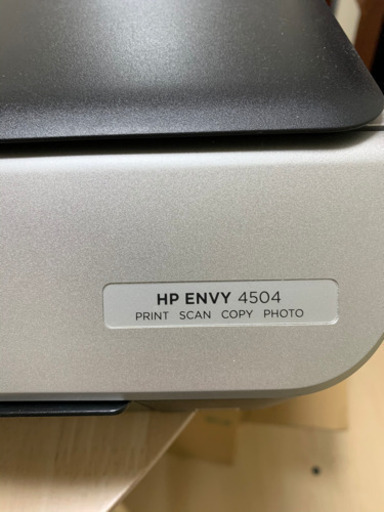 HP ENVY 4504
PRINT SCAN COPY PHOTO